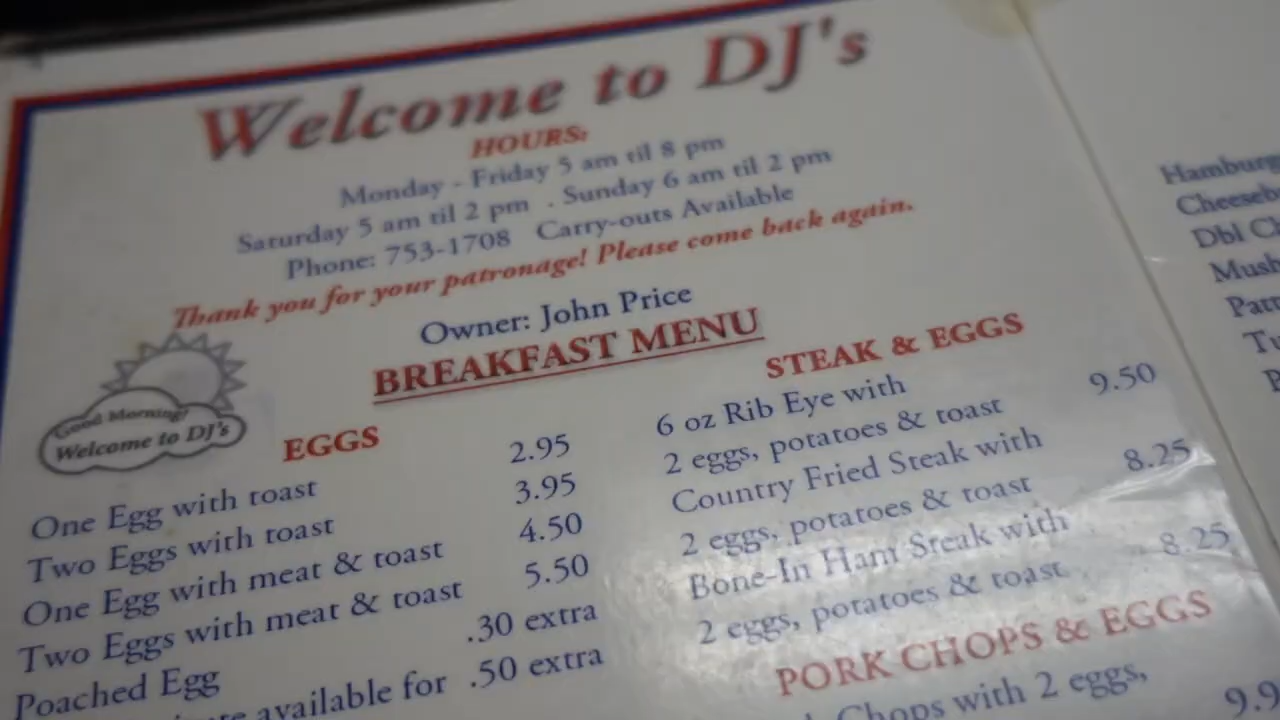 Welcome to DJ's
HOURS:
Monday - Friday 5 am til 8 pm
Saturday 5 am til 2 pm . Sunday 6 am til 2 pm
Phone: 753-1708 Carry-outs Available
Thank you for your patronage! Please come back again.
Owner: John Price
BREAKFAST MENU
Good Morning!
Welcome to DJ's
EGGS
One Egg with toast 2.95
Two Eggs with toast 3.95
One Egg with meat & toast 4.50
Two Eggs with meat & toast 5.50
Poached Egg .30 extra
available for .50 extra
STEAK & EGGS
6 oz Rib Eye with
2 eggs, potatoes & toast 9.50
Country Fried Steak with
2 eggs, potatoes & toast 8.25
Bone-In Ham Steak with
2 eggs, potatoes & toast 8.25
PORK CHOPS & EGGS
Chops with 2 eggs,
Dbl